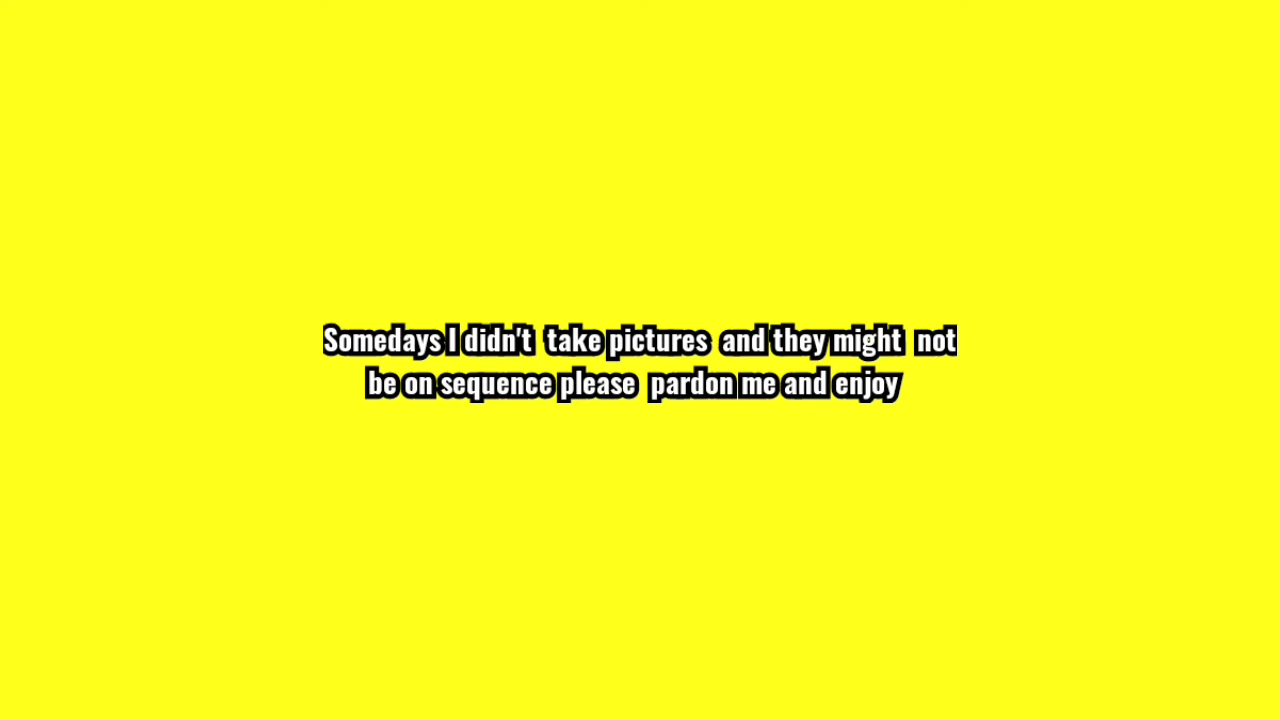 Somedays I didn't take pictures and they might not
be on sequence please pardon me and enjoy